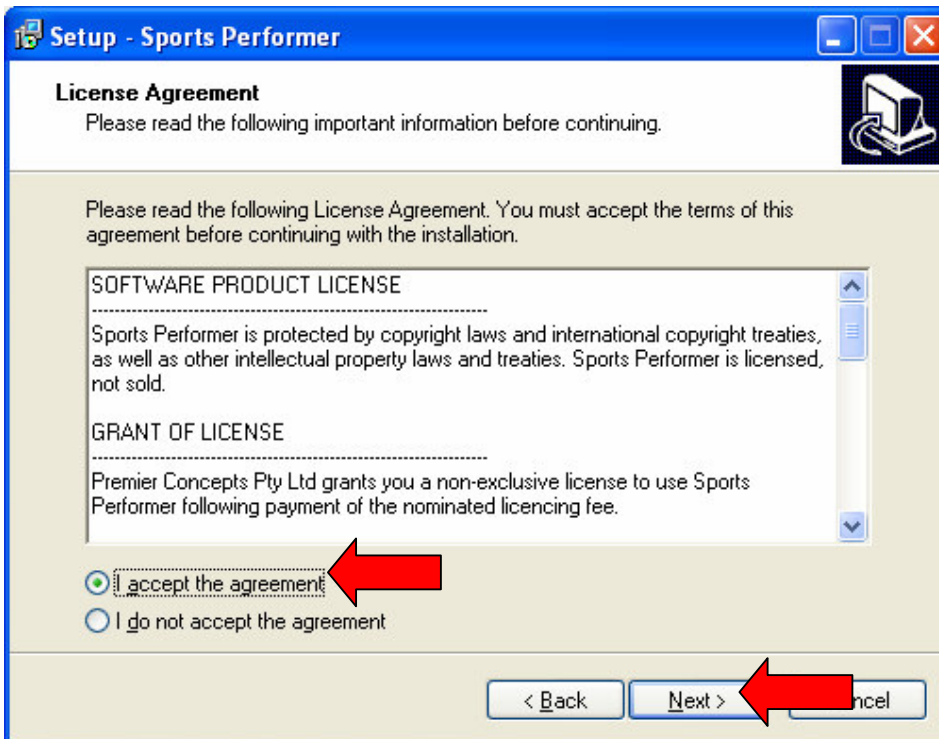 Setup - Sports Performer
License Agreement
Please read the following important information before continuing.
Please read the following License Agreement. You must accept the terms of this
agreement before continuing with the installation.
SOFTWARE PRODUCT LICENSE
-------------------------------------------------------------------
Sports Performer is protected by copyright laws and international copyright treaties,
as well as other intellectual property laws and treaties. Sports Performer is licensed,
not sold.
GRANT OF LICENSE
-------------------------------------------------------------------
Premier Concepts Pty Ltd grants you a non-exclusive license to use Sports
Performer following payment of the nominated licencing fee.
I accept the agreement
I do not accept the agreement
< Back Next > ncel